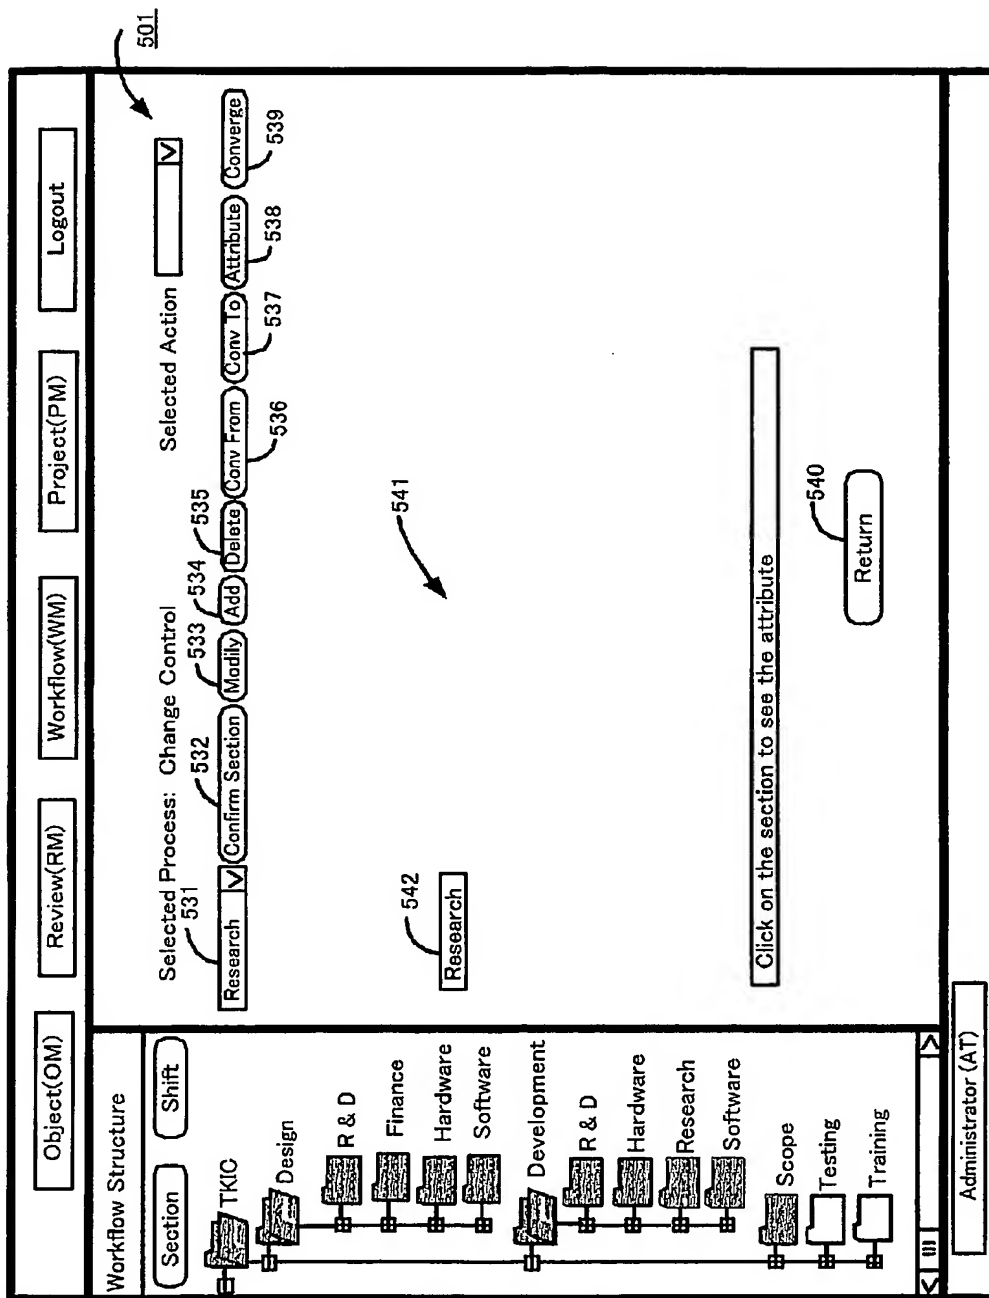 501
Object(OM) Review(RM) Workflow(WM) Project(PM) Logout
Workflow Structure
Section Shift
TKIC
Design
R & D
Finance
Hardware
Software
Development
R & D
Hardware
Research
Software
Scope
Testing
Training
Selected Process: Change Control Selected Action
531 532 533 534 535
Research Confirm Section Modify Add Delete Conv From Conv To Attribute Converge
536 537 538 539
541
542
Research
Click on the section to see the attribute
540
Return
Administrator (AT)